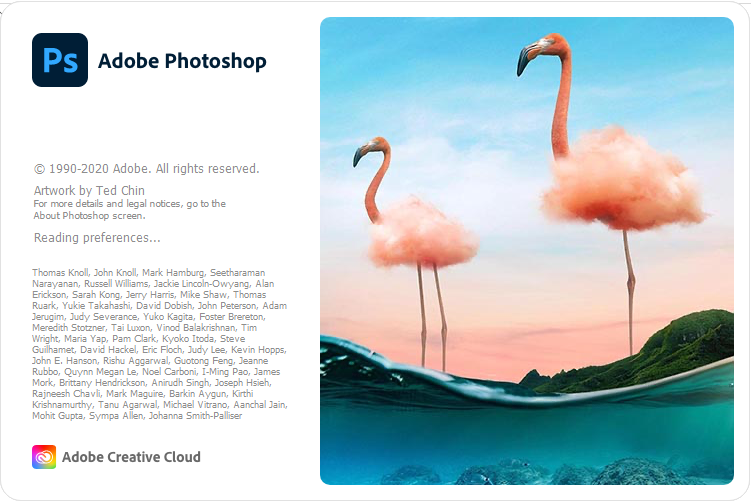 Ps Adobe Photoshop
© 1990-2020 Adobe. All rights reserved.
Artwork by Ted Chin
For more details and legal notices, go to the
About Photoshop screen.
Reading preferences...
Thomas Knoll, John Knoll, Mark Hamburg, Seetharaman
Narayanan, Russell Williams, Jackie Lincoln-Owyang, Alan
Erickson, Sarah Kong, Jerry Harris, Mike Shaw, Thomas
Ruark, Yukie Takahashi, David Dobish, John Peterson, Adam
Jerugim, Judy Severance, Yuko Kagita, Foster Brereton,
Meredith Stotzner, Tai Luxon, Vinod Balakrishnan, Tim
Wright, Maria Yap, Pam Clark, Kyoko Itoda, Steve
Guilhamet, David Hackel, Eric Floch, Judy Lee, Kevin Hopps,
John E. Hanson, Rishu Aggarwal, Guotong Feng, Jeanne
Rubbo, Quynn Megan Le, Noel Carboni, I-Ming Pao, James
Mork, Brittany Hendrickson, Anirudh Singh, Joseph Hsieh,
Rajneesh Chavli, Mark Maguire, Barkin Aygun, Kirthi
Krishnamurthy, Tanu Agarwal, Michael Vitrano, Aanchal Jain,
Mohit Gupta, Sympa Allen, Johanna Smith-Palliser
Adobe Creative Cloud